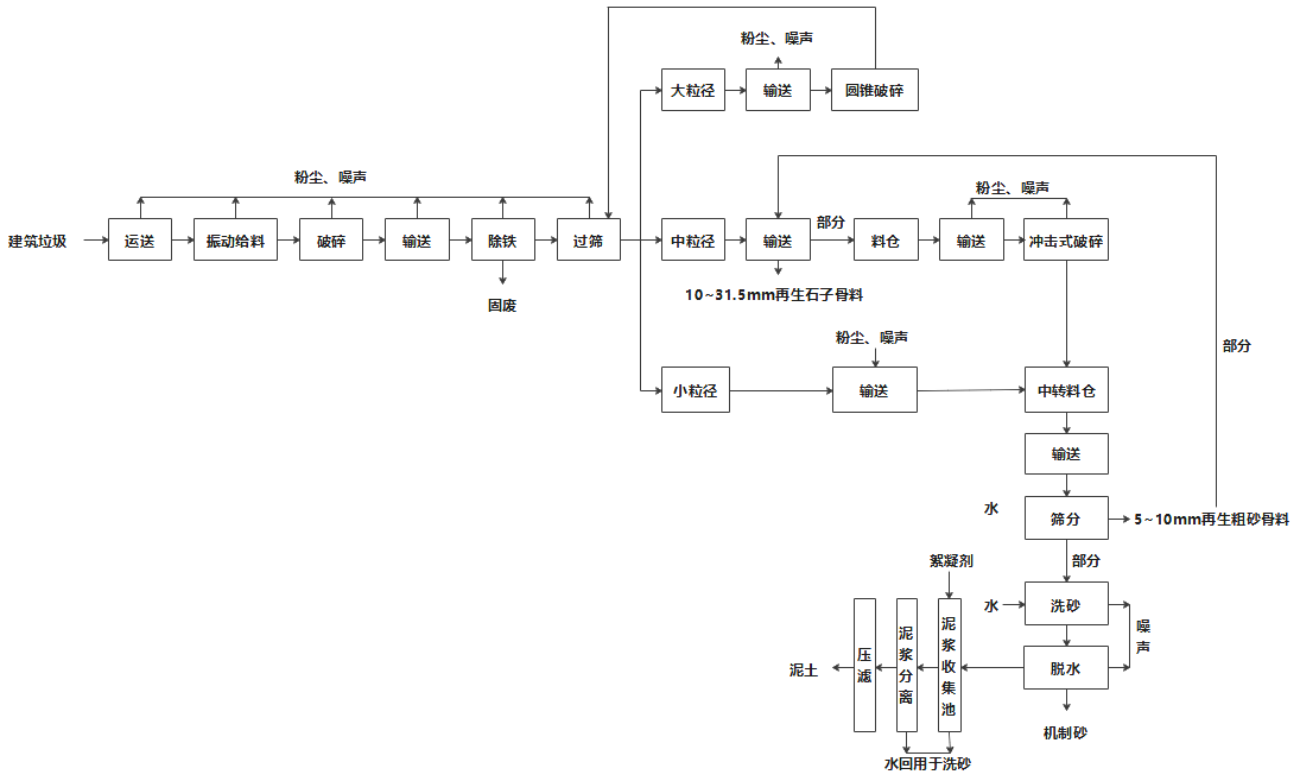 粉尘、噪声
大粒径
输送
圆锥破碎
粉尘、噪声
粉尘、噪声
建筑垃圾
运送
振动给料
破碎
输送
除铁
过筛
中粒径
输送
部分
料仓
输送
冲击式破碎
固废
10~31.5mm再生石子骨料
粉尘、噪声
部分
小粒径
输送
中转料仓
输送
水
筛分
5~10mm再生粗砂骨料
部分
絮凝剂
水
洗砂
噪声
泥土
压滤
泥浆分离
泥浆收集池
脱水
机制砂
水回用于洗砂